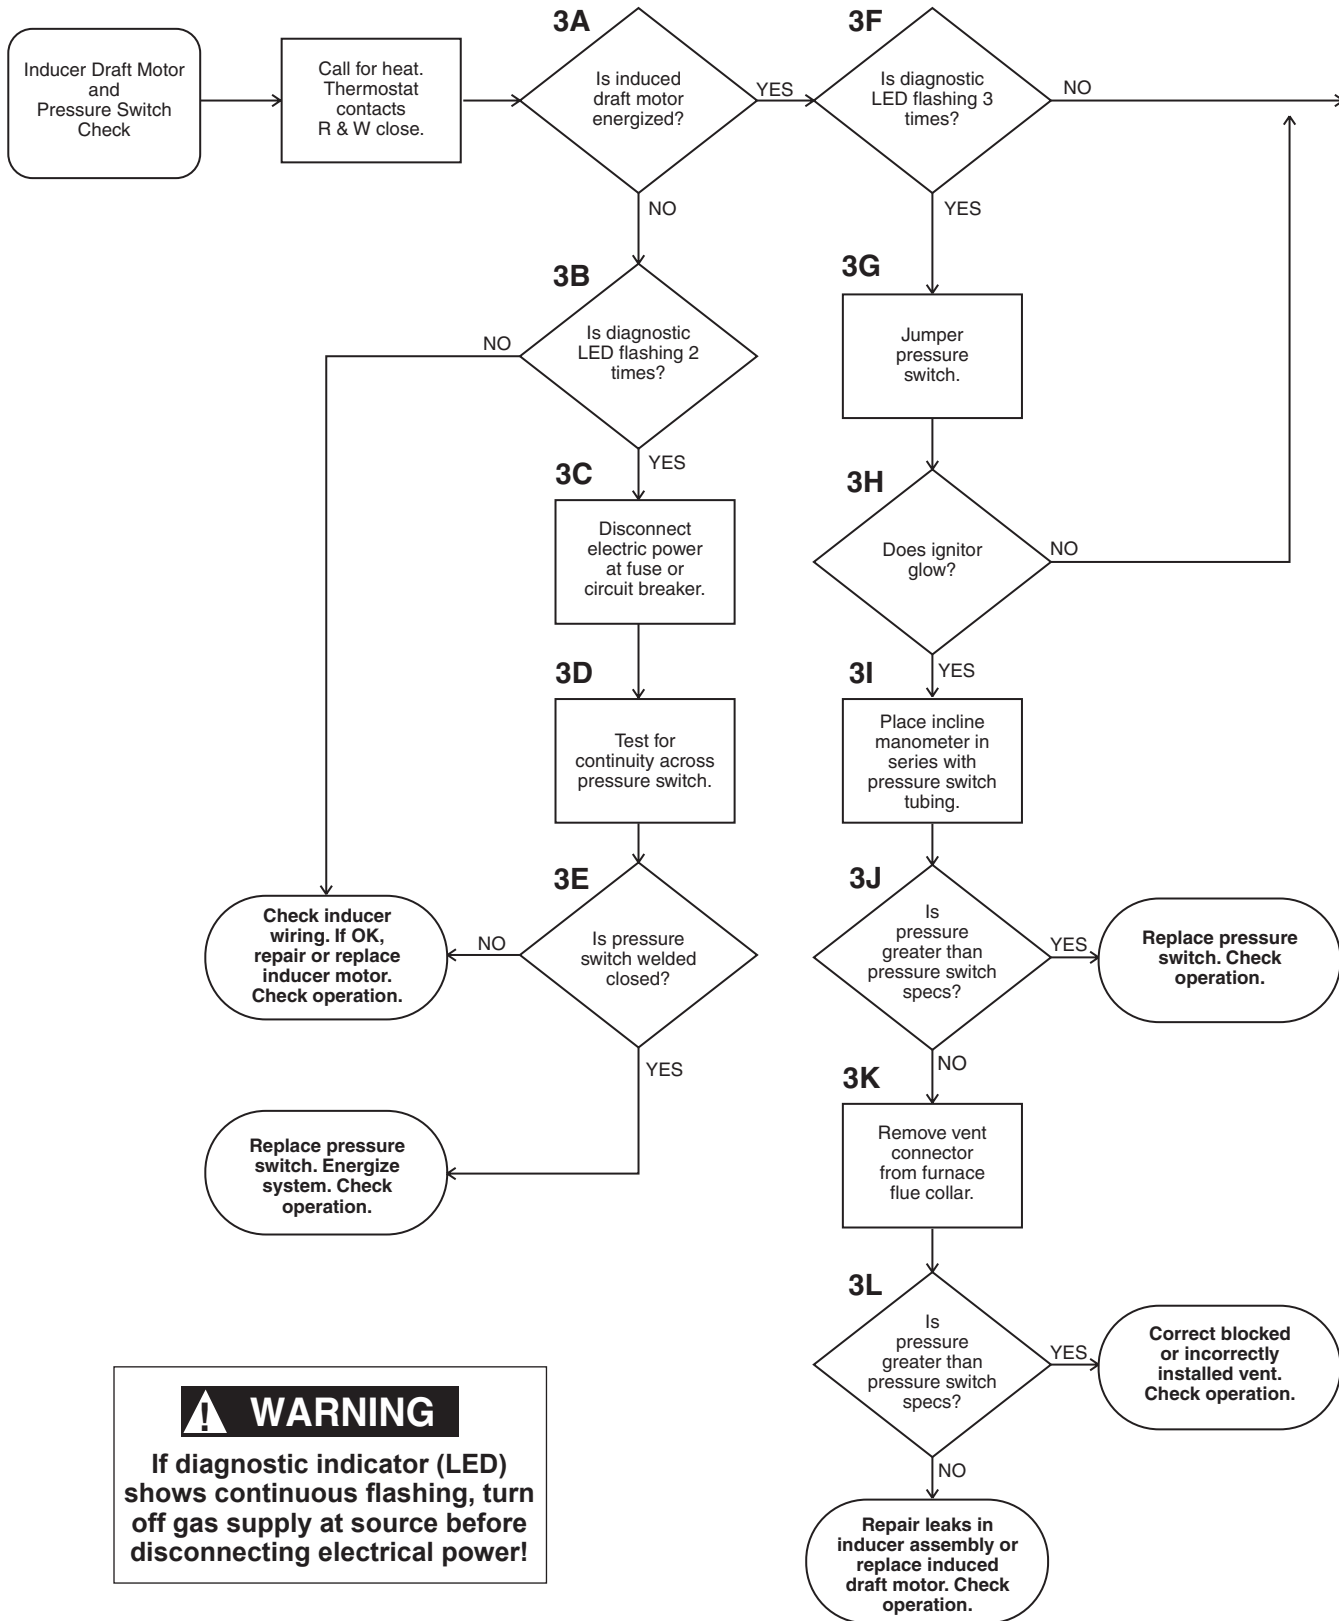 Inducer Draft Motor
and
Pressure Switch
Check
Call for heat.
Thermostat
contacts
R & W close.
3A
Is induced
draft motor
energized?
YES
NO
3F
Is diagnostic
LED flashing 3
times?
NO
YES
3B
Is diagnostic
LED flashing 2
times?
NO
YES
3G
Jumper
pressure
switch.
3C
Disconnect
electric power
at fuse or
circuit breaker.
3H
Does ignitor
glow?
NO
YES
3D
Test for
continuity across
pressure switch.
3I
Place incline
manometer in
series with
pressure switch
tubing.
3E
Is pressure
switch welded
closed?
NO
YES
Check inducer
wiring. If OK,
repair or replace
inducer motor.
Check operation.
3J
Is
pressure
greater than
pressure switch
specs?
YES
NO
Replace pressure
switch. Check
operation.
Replace pressure
switch. Energize
system. Check
operation.
3K
Remove vent
connector
from furnace
flue collar.
3L
Is
pressure
greater than
pressure switch
specs?
YES
NO
Correct blocked
or incorrectly
installed vent.
Check operation.
Repair leaks in
inducer assembly or
replace induced
draft motor. Check
operation.
! WARNING
If diagnostic indicator (LED)
shows continuous flashing, turn
off gas supply at source before
disconnecting electrical power!